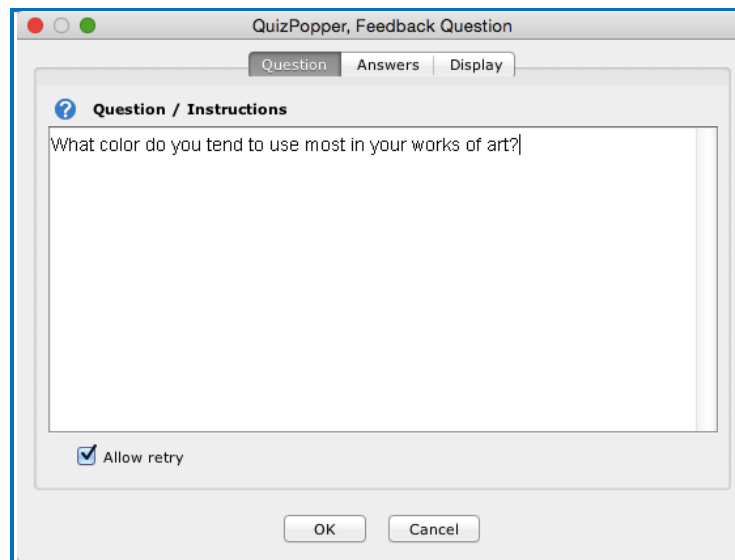 QuizPopper, Feedback Question
Question Answers Display
? Question / Instructions
What color do you tend to use most in your works of art?
Allow retry
OK Cancel